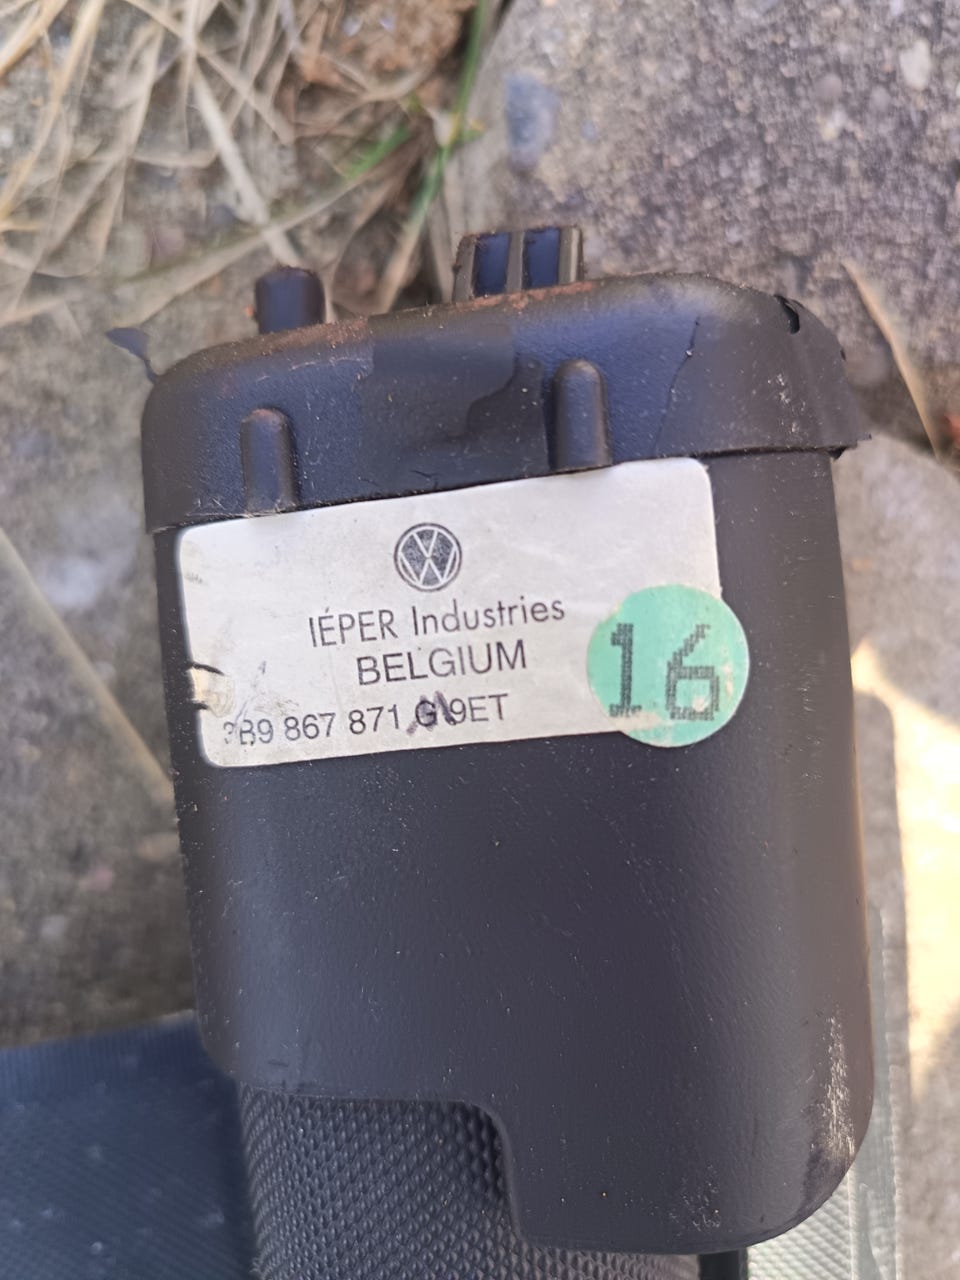 IÉPER Industries
BELGIUM
3B9 867 871 G 9ET
16